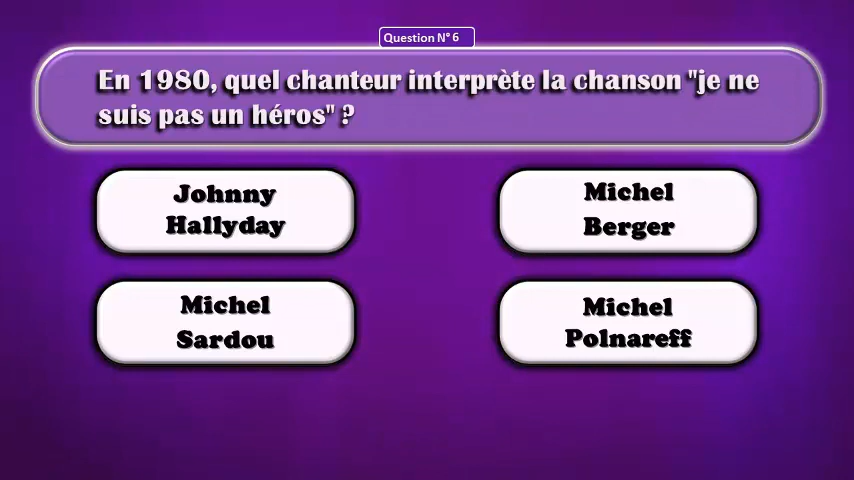 Question N° 6
En 1980, quel chanteur interprète la chanson "je ne
suis pas un héros" ?
Johnny
Hallyday
Michel
Berger
Michel
Sardou
Michel
Polnareff